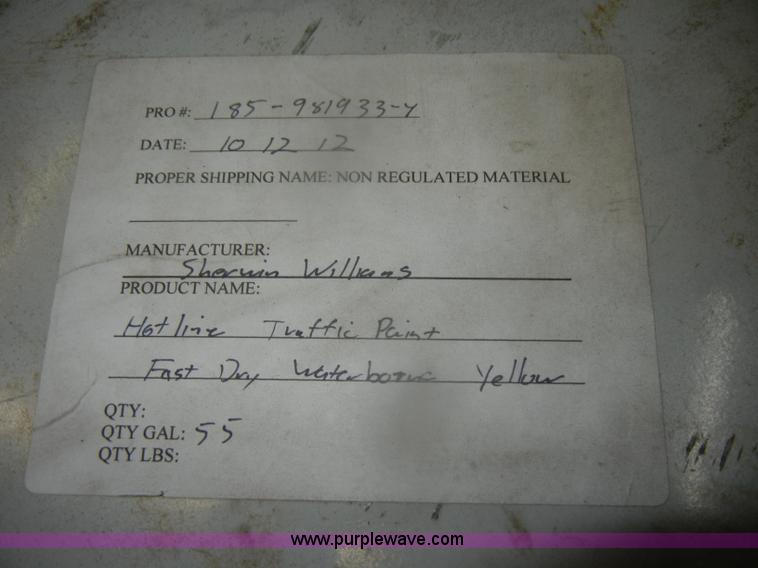 PRO #: 185-981933-Y
DATE: 10 12 12
PROPER SHIPPING NAME: NON REGULATED MATERIAL
MANUFACTURER:
Sherwin Williams
PRODUCT NAME:
Hotline Traffic Paint
Fast Dry Waterborne Yellow
QTY:
QTY GAL: 55
QTY LBS:
www.purplewave.com